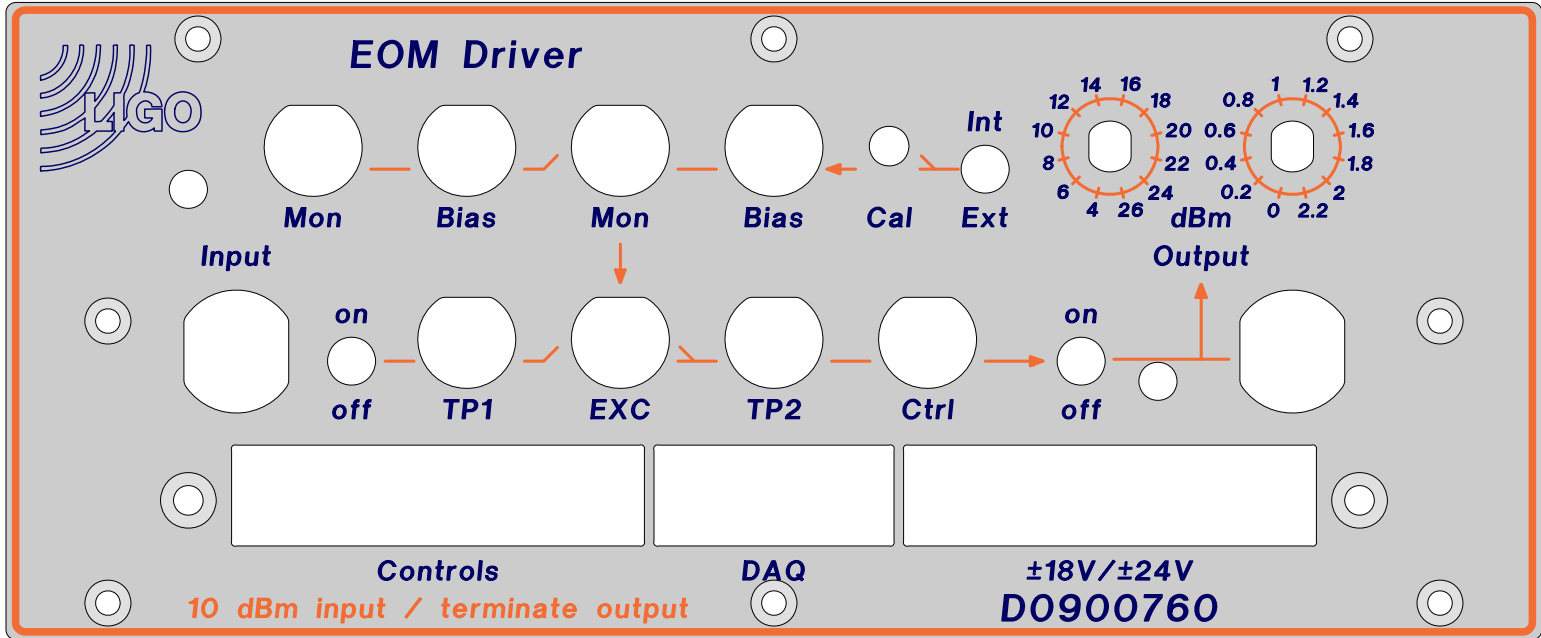 EOM Driver
LIGO
Int
14 16
12 18
10 20
8 22
6 24
4 26
1 1.2
0.8 1.4
0.6 1.6
0.4 1.8
0.2 2
0 2.2
Mon Bias Mon Bias Cal Ext dBm
Input Output
on on
off TP1 EXC TP2 Ctrl off
Controls DAQ ±18V/±24V
10 dBm input / terminate output D0900760